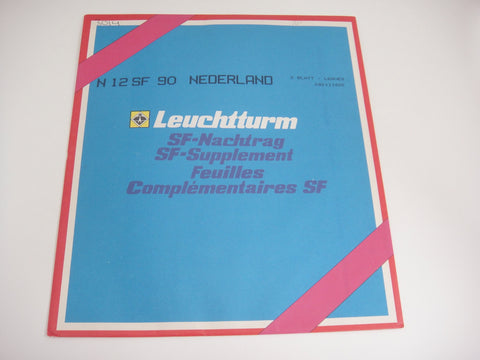 N 12 SF 90 NEDERLAND
Leuchtturm
SF-Nachtrag
SF-Supplement
Feuilles
Complémentaires SF